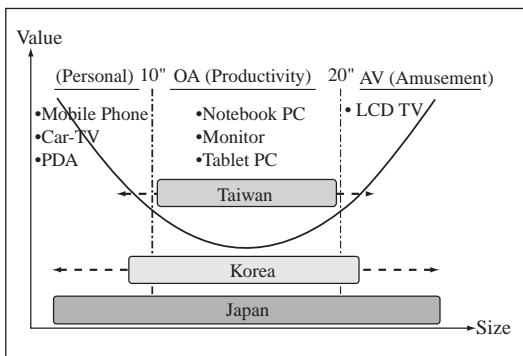 Value
(Personal) 10" OA (Productivity) 20" AV (Amusement)
•Mobile Phone
•Car-TV
•PDA
•Notebook PC
•Monitor
•Tablet PC
• LCD TV
Taiwan
Korea
Japan
Size